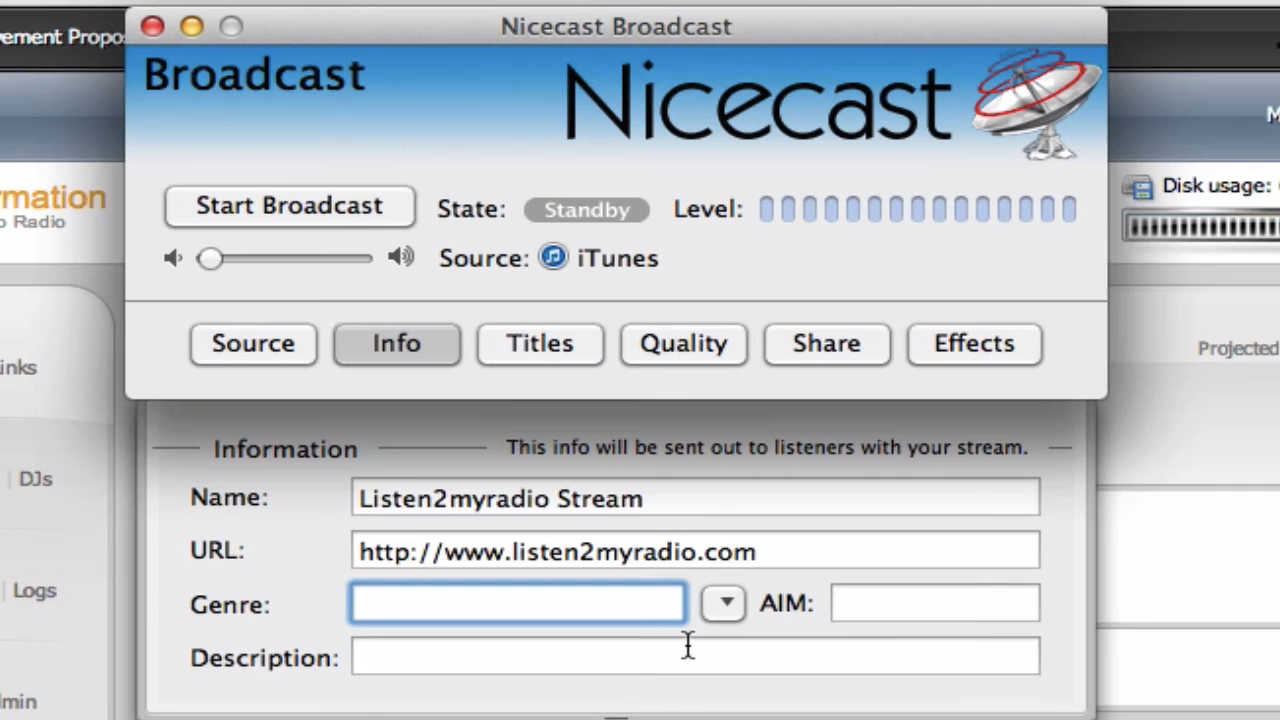 Nicecast Broadcast
ement Propo
Broadcast
Nicecast
M
rmation
o Radio
Disk usage:
Start Broadcast
State: Standby
Level:
Source: iTunes
Source Info Titles Quality Share Effects
inks
Projected
Information
This info will be sent out to listeners with your stream.
| DJs
Name: Listen2myradio Stream
URL: http://www.listen2myradio.com
| Logs
Genre:
AIM:
Description:
dmin